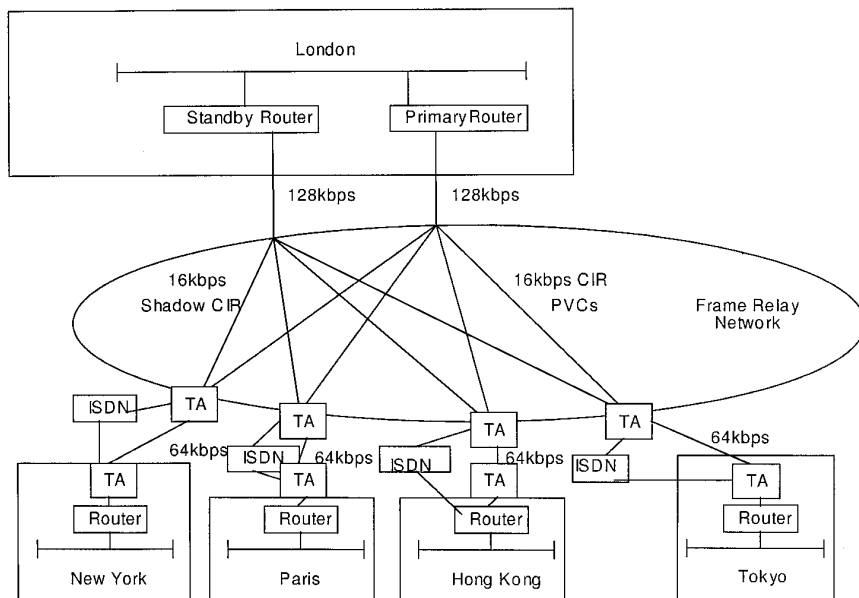 London
Standby Router
Primary Router
128kbps
128kbps
16kbps
Shadow CIR
16kbps CIR
PVCs
Frame Relay
Network
ISDN
TA
TA
TA
TA
64kbps
ISDN
64kbps
ISDN
64kbps
ISDN
64kbps
TA
TA
TA
TA
Router
Router
Router
Router
New York
Paris
Hong Kong
Tokyo